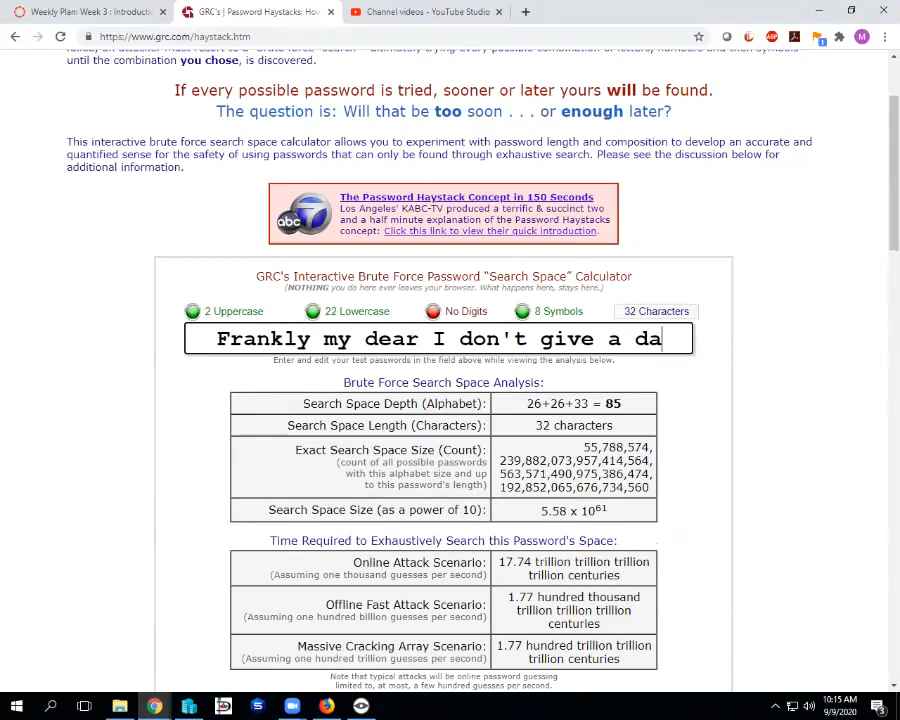 Weekly Plan: Week 3 : Introducti
GRC's | Password Haystacks: Hov
Channel videos - YouTube Studio
https://www.grc.com/haystack.htm
M
until the combination you chose, is discovered.
If every possible password is tried, sooner or later yours will be found.
The question is: Will that be too soon . . . or enough later?
This interactive brute force search space calculator allows you to experiment with password length and composition to develop an accurate and
quantified sense for the safety of using passwords that can only be found through exhaustive search. Please see the discussion below for
additional information.
abc 7
The Password Haystack Concept in 150 Seconds
Los Angeles' KABC-TV produced a terrific & succinct two
and a half minute explanation of the Password Haystacks
concept: Click this link to view their quick introduction.
GRC's Interactive Brute Force Password “Search Space” Calculator
(NOTHING you do here ever leaves your browser. What happens here, stays here.)
2 Uppercase
22 Lowercase
No Digits
8 Symbols
32 Characters
Frankly my dear I don't give a da
Enter and edit your test passwords in the field above while viewing the analysis below.
Brute Force Search Space Analysis:
Search Space Depth (Alphabet): 26+26+33 = 85
Search Space Length (Characters): 32 characters
Exact Search Space Size (Count):
(count of all possible passwords
with this alphabet size and up
to this password's length)
55,788,574,
239,882,073,957,414,564,
563,571,490,975,386,474,
192,852,065,676,734,560
Search Space Size (as a power of 10): 5.58 x 10^61
Time Required to Exhaustively Search this Password's Space:
Online Attack Scenario:
(Assuming one thousand guesses per second)
17.74 trillion trillion trillion
trillion centuries
Offline Fast Attack Scenario:
(Assuming one hundred billion guesses per second)
1.77 hundred thousand
trillion trillion trillion
centuries
Massive Cracking Array Scenario:
(Assuming one hundred trillion guesses per second)
1.77 hundred trillion trillion
trillion centuries
Note that typical attacks will be online password guessing
limited to, at most, a few hundred guesses per second.
10:15 AM
9/9/2020
3